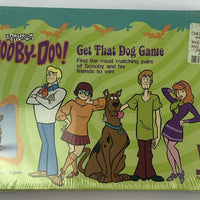 OOBY-DOO!
Get That Dog Game
Find the most matching pairs
of Scooby and his
friends to win!